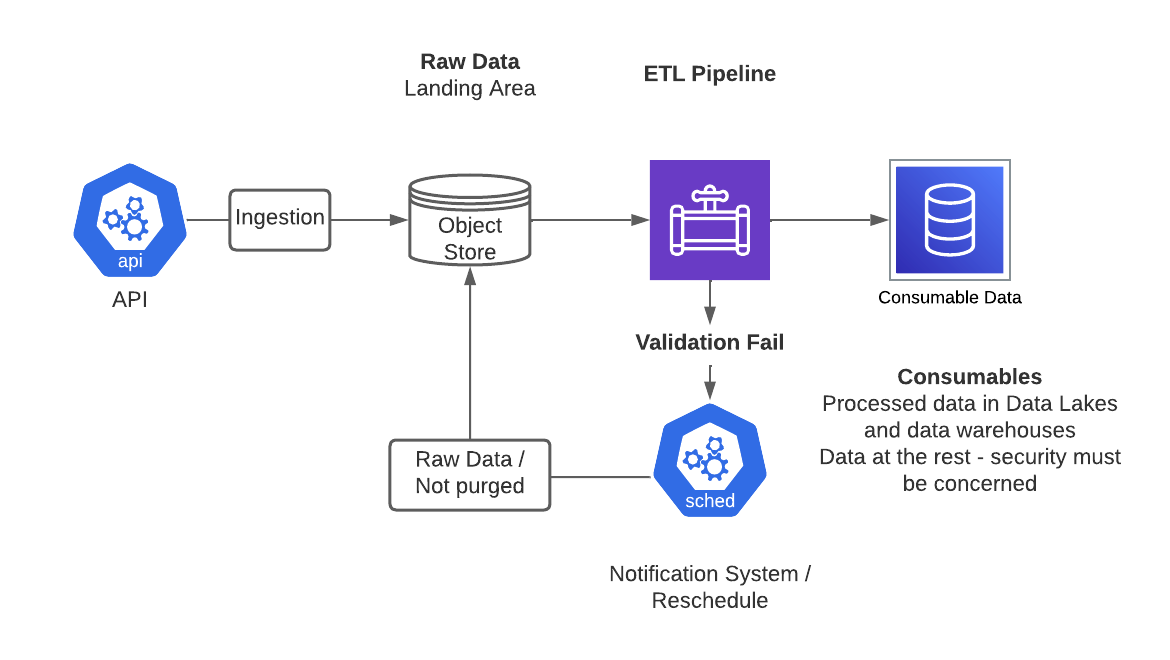 Raw Data
Landing Area
ETL Pipeline
api
API
Ingestion
Object
Store
Consumable Data
Validation Fail
Consumables
Processed data in Data Lakes
and data warehouses
Data at the rest - security must
be concerned
Raw Data /
Not purged
sched
Notification System /
Reschedule